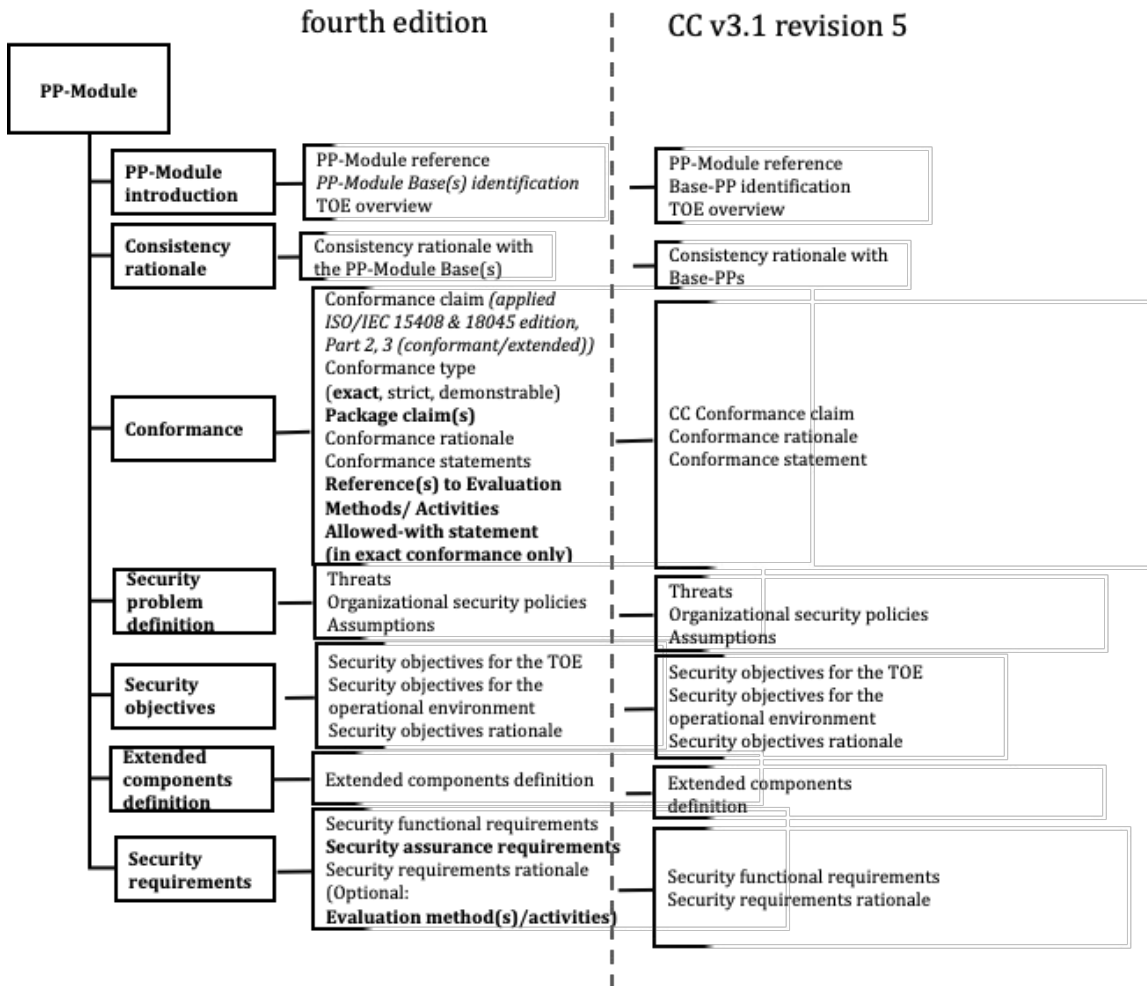 fourth edition
CC v3.1 revision 5
PP-Module
PP-Module
introduction
PP-Module reference
PP-Module Base(s) identification
TOE overview
PP-Module reference
Base-PP identification
TOE overview
Consistency
rationale
Consistency rationale with
the PP-Module Base(s)
Consistency rationale with
Base-PPs
Conformance
Conformance claim (applied
ISO/IEC 15408 & 18045 edition,
Part 2, 3 (conformant/extended))
Conformance type
(exact, strict, demonstrable)
Package claim(s)
Conformance rationale
Conformance statements
Reference(s) to Evaluation
Methods/ Activities
Allowed-with statement
(in exact conformance only)
CC Conformance claim
Conformance rationale
Conformance statement
Security
problem
definition
Threats
Organizational security policies
Assumptions
Threats
Organizational security policies
Assumptions
Security
objectives
Security objectives for the TOE
Security objectives for the
operational environment
Security objectives rationale
Security objectives for the TOE
Security objectives for the
operational environment
Security objectives rationale
Extended
components
definition
Extended components definition
Extended components
definition
Security
requirements
Security functional requirements
Security assurance requirements
Security requirements rationale
(Optional:
Evaluation method(s)/activities)
Security functional requirements
Security requirements rationale